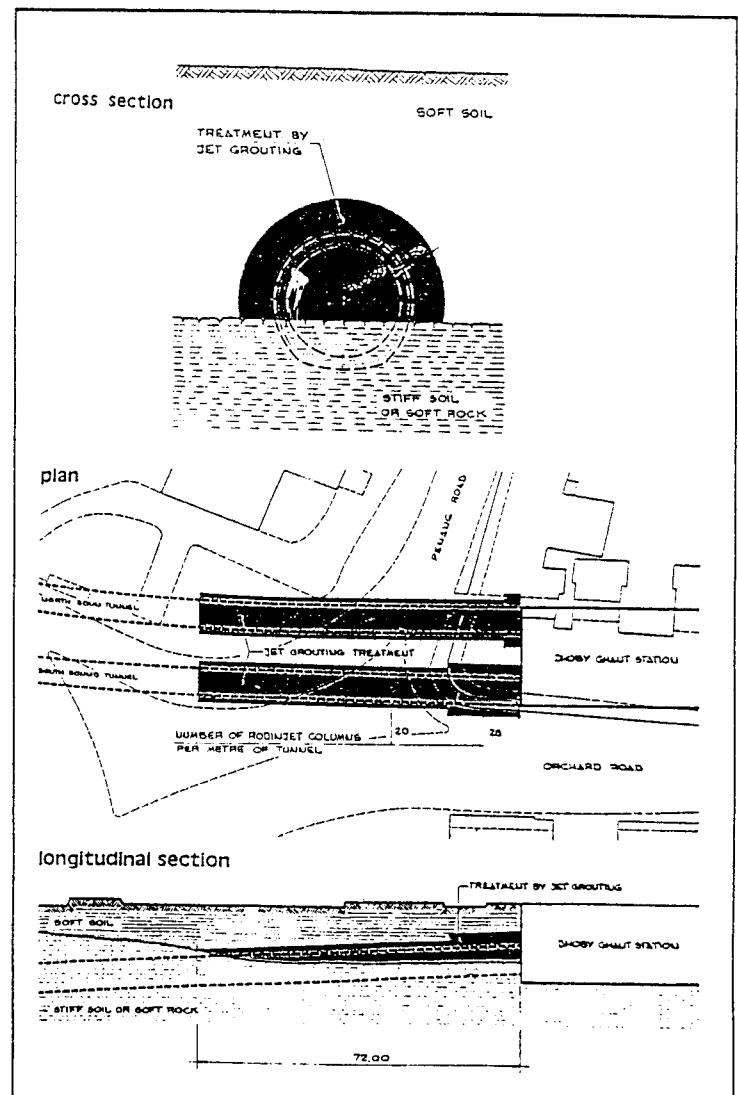 cross section
SOFT SOIL
TREATMENT BY
JET GROUTING
STIFF SOIL
OR SOFT ROCK
plan
PENANG ROAD
NORTH BOUND TUNNEL
JET GROUTING TREATMENT
DHOBY GHAUT STATION
SOUTH BOUND TUNNEL
NUMBER OF RODINJET COLUMNS
PER METRE OF TUNNEL
20
28
ORCHARD ROAD
longitudinal section
TREATMENT BY JET GROUTING
SOFT SOIL
DHOBY GHAUT STATION
STIFF SOIL OR SOFT ROCK
72.00